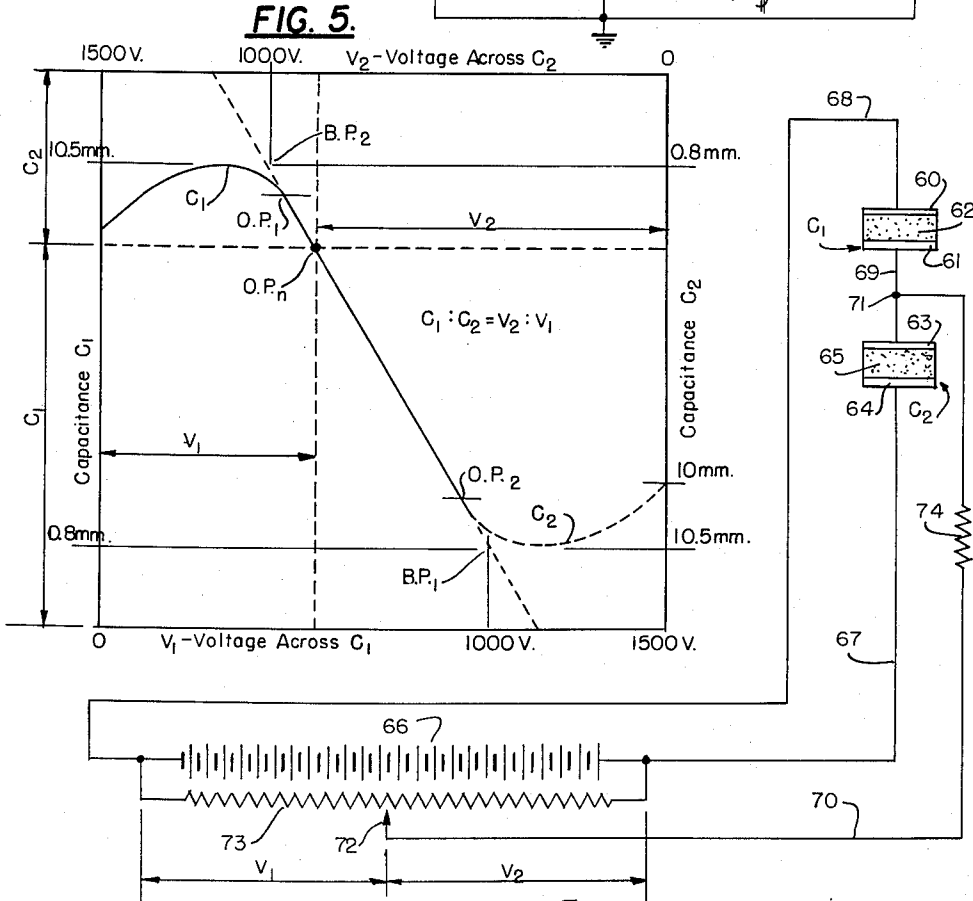 FIG. 5.
1500V. 1000V. V2-Voltage Across C2 0
C2
10.5mm.
B.P.2
0.8mm.
C1
O.P.1
V2
O.P.n
C1 : C2 = V2 : V1
Capacitance C1
Capacitance C2
C1
V1
O.P.2
10mm.
C2
0.8mm.
10.5mm.
B.P.1
0 V1-Voltage Across C1 1000V. 1500V.
68
60
62
C1
61
69
71
63
65
64
C2
74
67
66
70
73
72
V1
V2